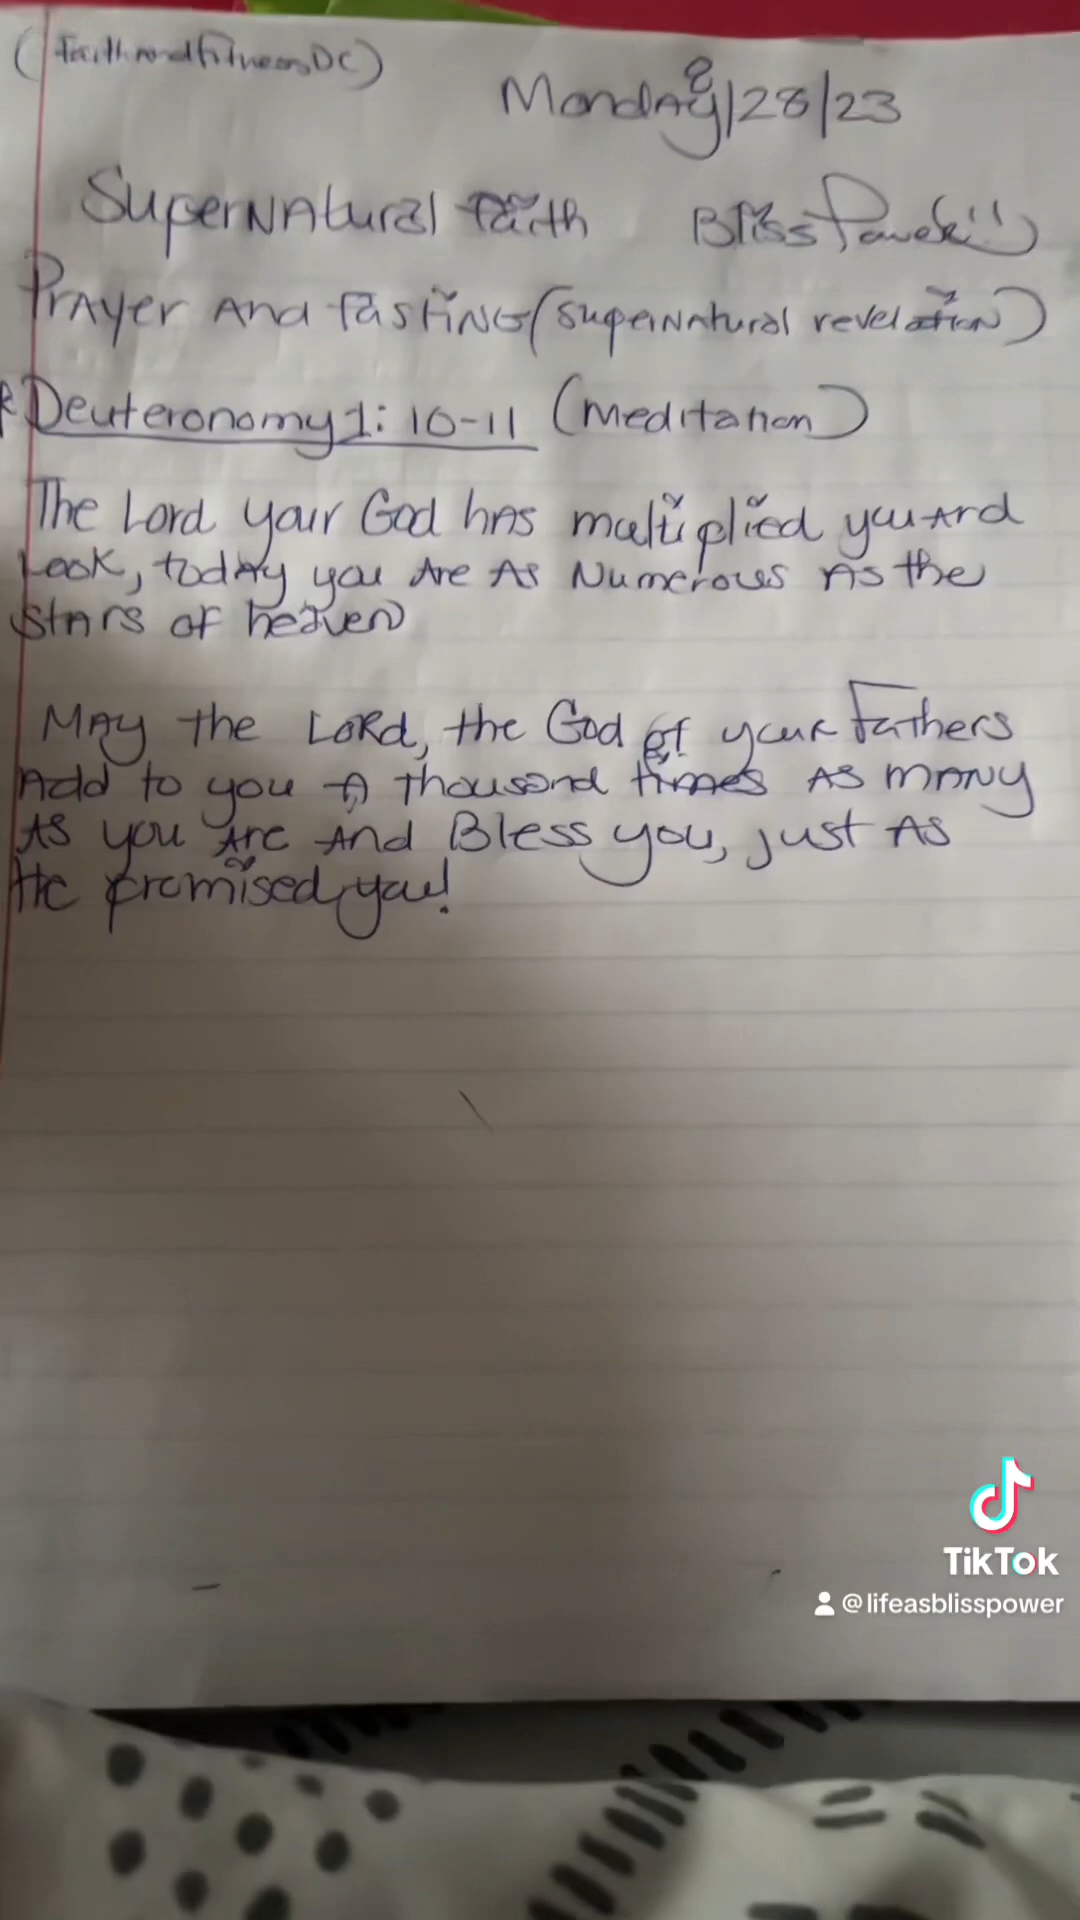 (FaithandfitnessDC)
Monday 8/28/23
SuperNAtural Faith Bliss Power:!)
PrAyer And FastiNG (SuperNAtural revelation)
Deuteronomy 1: 10-11 (Meditation)
The Lord your God hAs multiplied you And
Look, todAy you Are As Numerous As the
StArs of heaven
MAy the LoRd, the God of youR Fathers
Add to you A thousand times AS MANY
AS you Are And Bless you, just AS
He promised you!
TikTok
@lifeasblisspower